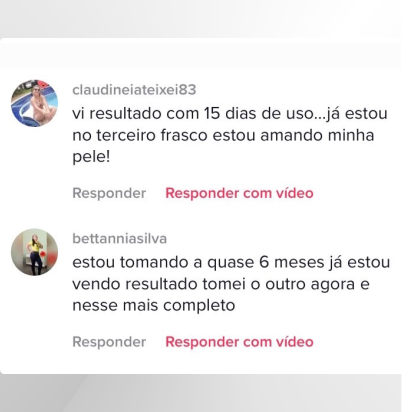 claudineiateixei83
vi resultado com 15 dias de uso...já estou
no terceiro frasco estou amando minha
pele!
Responder Responder com vídeo
bettanniasilva
estou tomando a quase 6 meses já estou
vendo resultado tomei o outro agora e
nesse mais completo
Responder Responder com vídeo